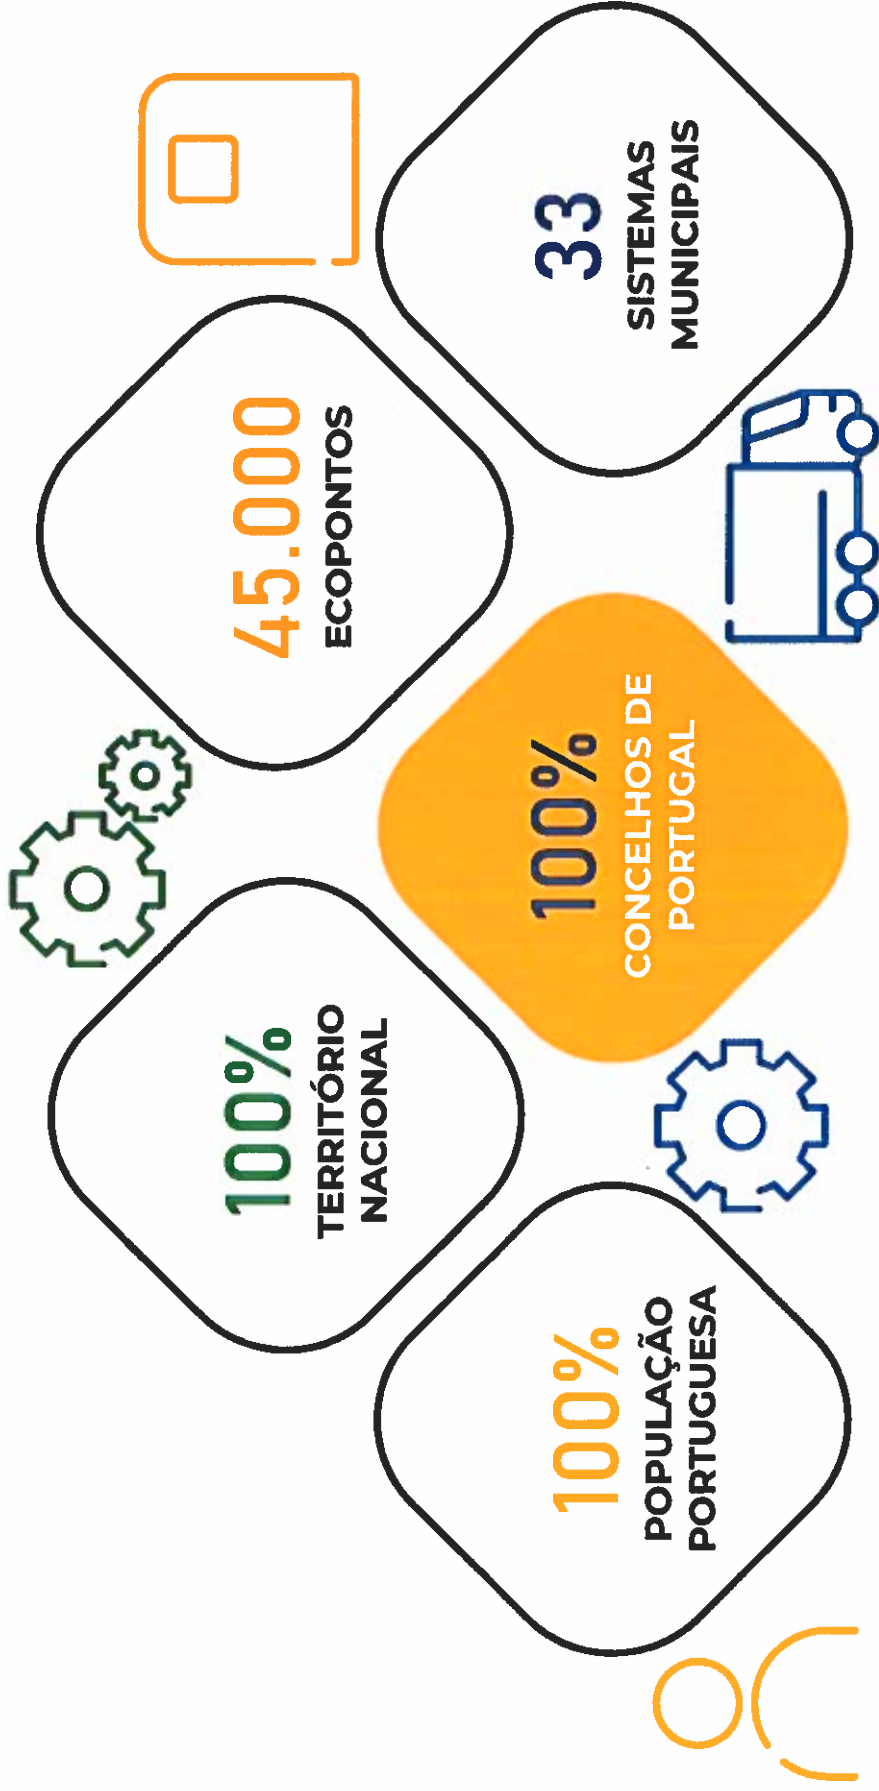 100%
POPULAÇÃO
PORTUGUESA
100%
TERRITÓRIO
NACIONAL
100%
CONCELHOS DE
PORTUGAL
45.000
ECOPONTOS
33
SISTEMAS
MUNICIPAIS